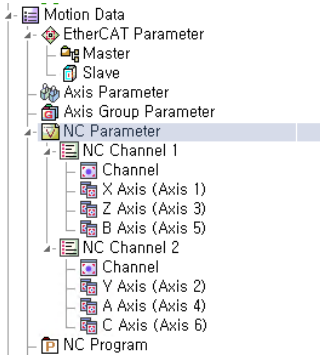 Motion Data
EtherCAT Parameter
Master
Slave
Axis Parameter
Axis Group Parameter
NC Parameter
NC Channel 1
Channel
X Axis (Axis 1)
Z Axis (Axis 3)
B Axis (Axis 5)
NC Channel 2
Channel
Y Axis (Axis 2)
A Axis (Axis 4)
C Axis (Axis 6)
NC Program